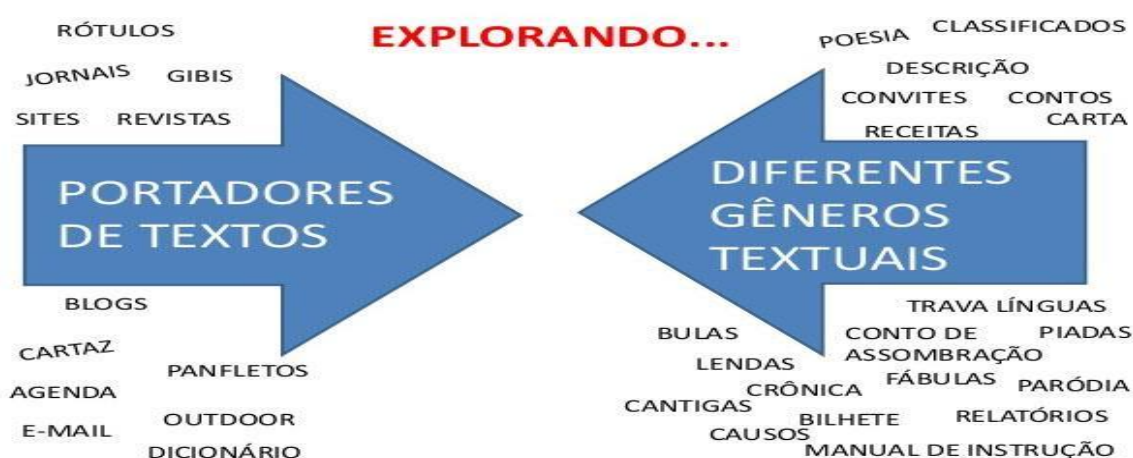 EXPLORANDO...
RÓTULOS
JORNAIS GIBIS
SITES REVISTAS
PORTADORES
DE TEXTOS
BLOGS
CARTAZ
PANFLETOS
AGENDA
OUTDOOR
E-MAIL
DICIONÁRIO
POESIA CLASSIFICADOS
DESCRIÇÃO
CONVITES CONTOS
CARTA
RECEITAS
DIFERENTES
GÊNEROS
TEXTUAIS
TRAVA LÍNGUAS
BULAS CONTO DE PIADAS
ASSOMBRAÇÃO
LENDAS
FÁBULAS PARÓDIA
CRÔNICA
CANTIGAS
BILHETE RELATÓRIOS
CAUSOS
MANUAL DE INSTRUÇÃO